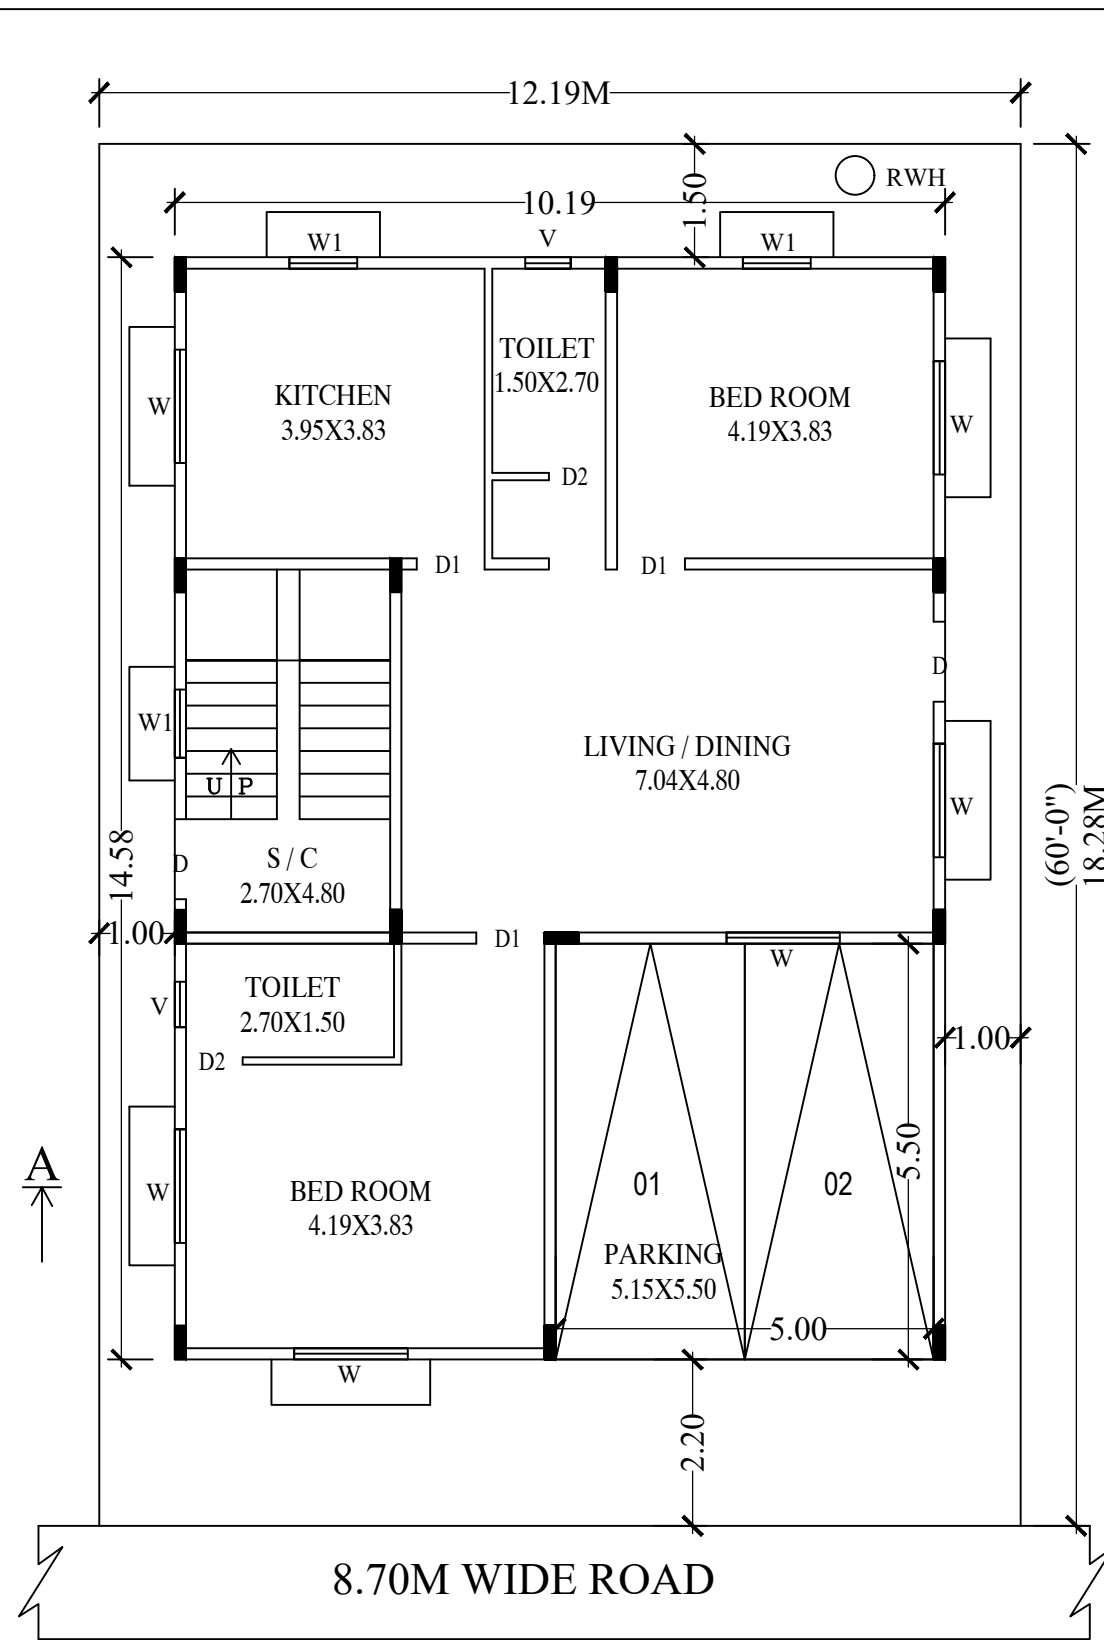 12.19M
RWH
10.19
1.50
W1
V
W1
TOILET
1.50X2.70
KITCHEN
3.95X3.83
BED ROOM
4.19X3.83
W
W
D2
D1
D1
D
W1
LIVING / DINING
7.04X4.80
U P
W
(60'-0")
18.28M
14.58
D
S / C
2.70X4.80
1.00
D1
W
TOILET
2.70X1.50
V
1.00
D2
5.50
A
W
BED ROOM
4.19X3.83
01
02
PARKING
5.15X5.50
5.00
W
2.20
8.70M WIDE ROAD